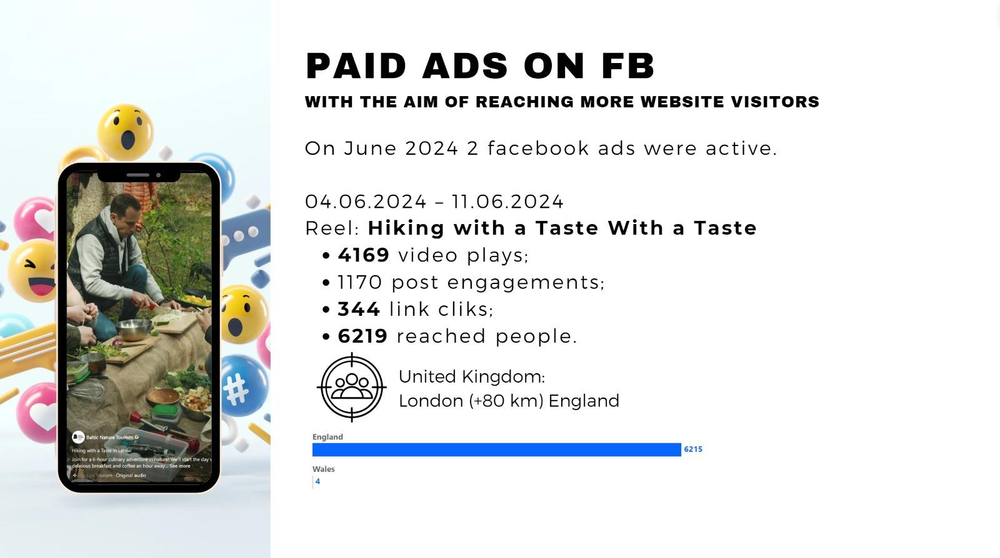 PAID ADS ON FB
WITH THE AIM OF REACHING MORE WEBSITE VISITORS
On June 2024 2 facebook ads were active.
04.06.2024 – 11.06.2024
Reel: Hiking with a Taste With a Taste
• 4169 video plays;
• 1170 post engagements;
• 344 link cliks;
• 6219 reached people.
United Kingdom:
London (+80 km) England
England
6215
Wales
4
#
Baltic Nature Tourism
Hiking with a Taste in Latvia!
Join for a 6-hour culinary adventure in nature! We'll start the day
delicious breakfast and coffee an hour away... See more
Tourism · Original audio